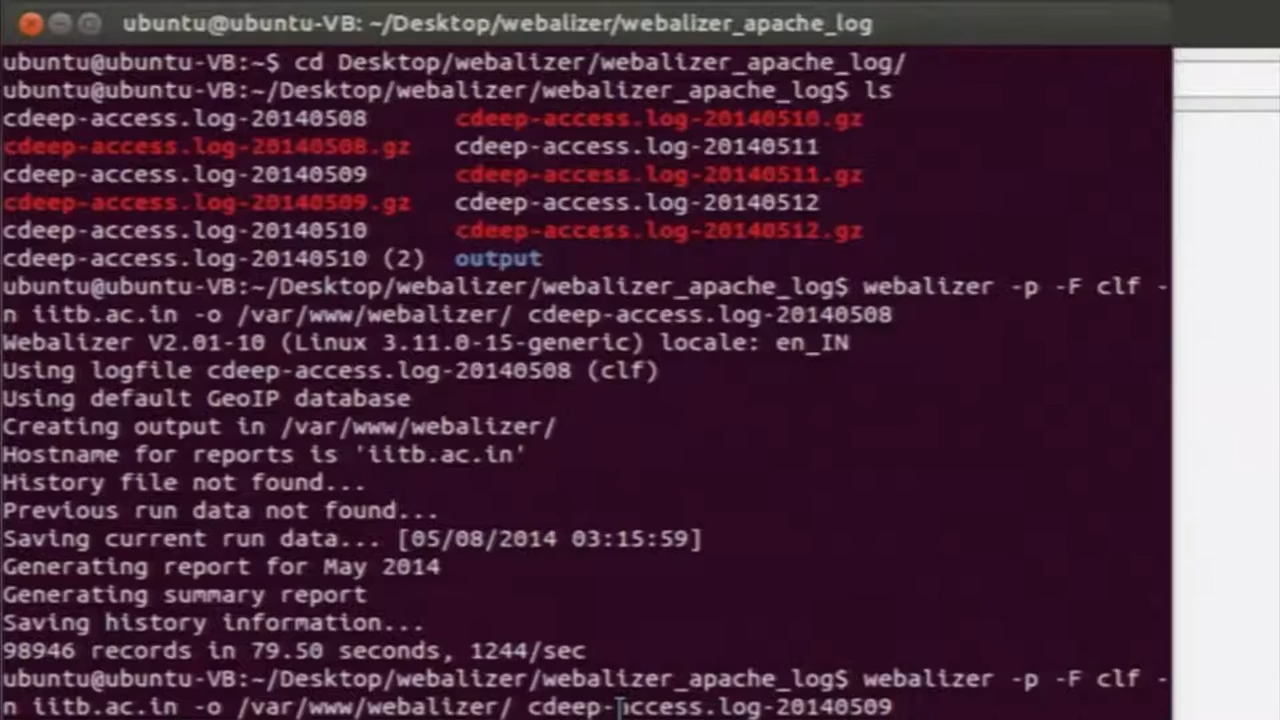 ubuntu@ubuntu-VB: ~/Desktop/webalizer/webalizer_apache_log
ubuntu@ubuntu-VB:~$ cd Desktop/webalizer/webalizer_apache_log/
ubuntu@ubuntu-VB:~/Desktop/webalizer/webalizer_apache_log$ ls
cdeep-access.log-20140508 cdeep-access.log-20140510.gz
cdeep-access.log-20140508.gz cdeep-access.log-20140511
cdeep-access.log-20140509 cdeep-access.log-20140511.gz
cdeep-access.log-20140509.gz cdeep-access.log-20140512
cdeep-access.log-20140510 cdeep-access.log-20140512.gz
cdeep-access.log-20140510 (2) output
ubuntu@ubuntu-VB:~/Desktop/webalizer/webalizer_apache_log$ webalizer -p -F clf -
n iitb.ac.in -o /var/www/webalizer/ cdeep-access.log-20140508
Webalizer V2.01-10 (Linux 3.11.0-15-generic) locale: en_IN
Using logfile cdeep-access.log-20140508 (clf)
Using default GeoIP database
Creating output in /var/www/webalizer/
Hostname for reports is 'iitb.ac.in'
History file not found...
Previous run data not found...
Saving current run data... [05/08/2014 03:15:59]
Generating report for May 2014
Generating summary report
Saving history information...
98946 records in 79.50 seconds, 1244/sec
ubuntu@ubuntu-VB:~/Desktop/webalizer/webalizer_apache_log$ webalizer -p -F clf -
n iitb.ac.in -o /var/www/webalizer/ cdeep-access.log-20140509